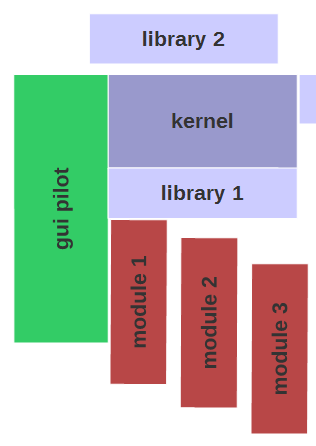 library 2
kernel
gui pilot
library 1
module 1
module 2
module 3